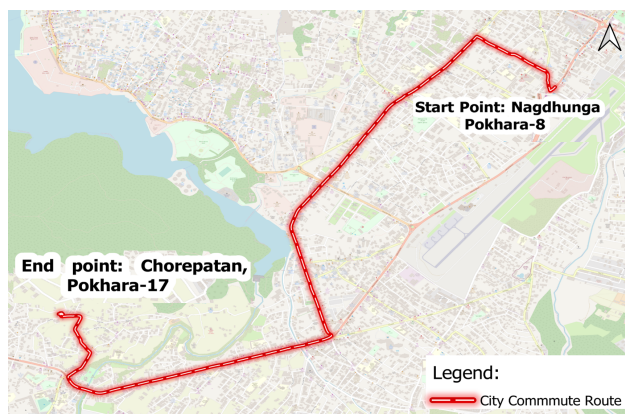 Start Point: Nagdhunga
Pokhara-8
End point: Chorepatan,
Pokhara-17
Legend:
City Commmute Route